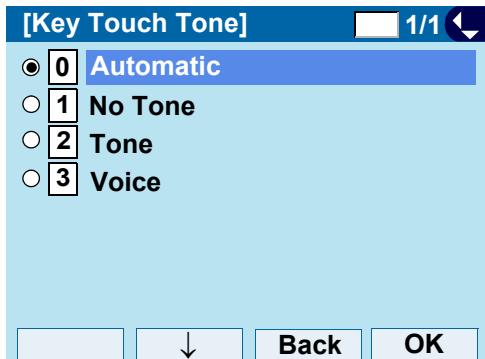 [Key Touch Tone] 1/1
0 Automatic
1 No Tone
2 Tone
3 Voice
↓ Back OK